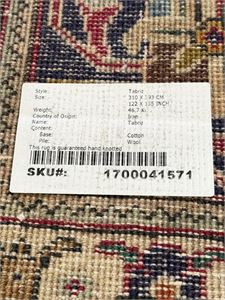 Style: Tabriz
Size: 310 X 393 CM
122 X 155 INCH
Weight: 46.7 K
Country of Origin: Iran
Name: Tabriz
Content:
Base: Cotton
Pile: Wool
This rug is guaranteed hand knotted
SKU#: 1700041571